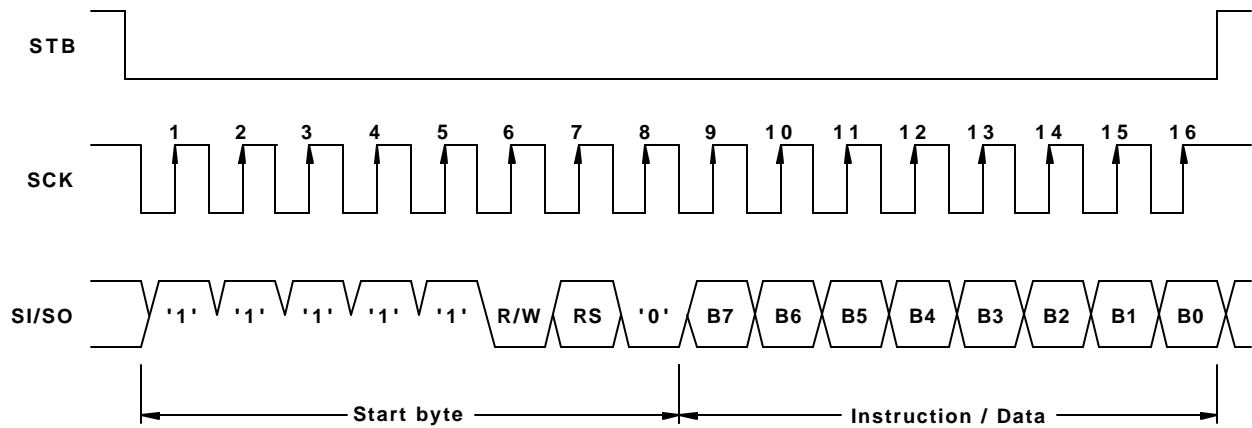 STB
1 2 3 4 5 6 7 8 9 10 11 12 13 14 15 16
SCK
SI/SO '1' '1' '1' '1' '1' R/W RS '0' B7 B6 B5 B4 B3 B2 B1 B0
Start byte Instruction / Data